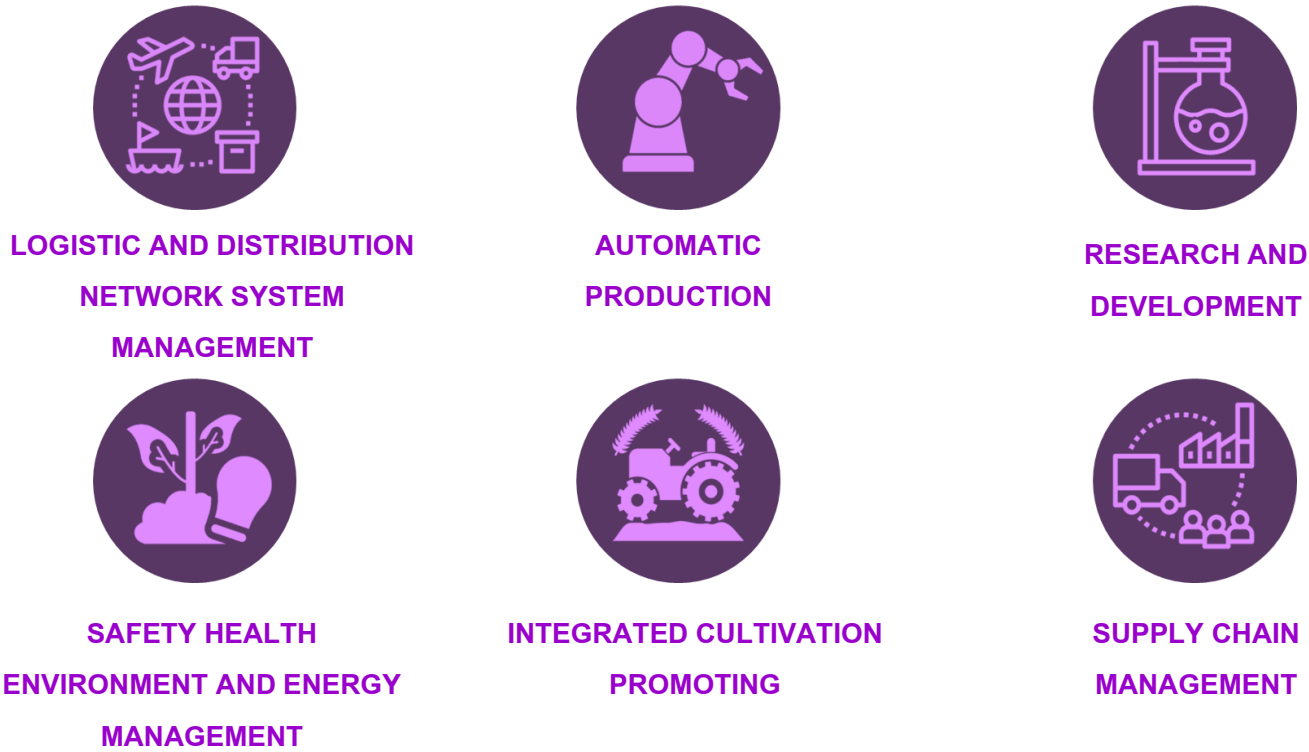 LOGISTIC AND DISTRIBUTION
NETWORK SYSTEM
MANAGEMENT
AUTOMATIC
PRODUCTION
RESEARCH AND
DEVELOPMENT
SAFETY HEALTH
ENVIRONMENT AND ENERGY
MANAGEMENT
INTEGRATED CULTIVATION
PROMOTING
SUPPLY CHAIN
MANAGEMENT